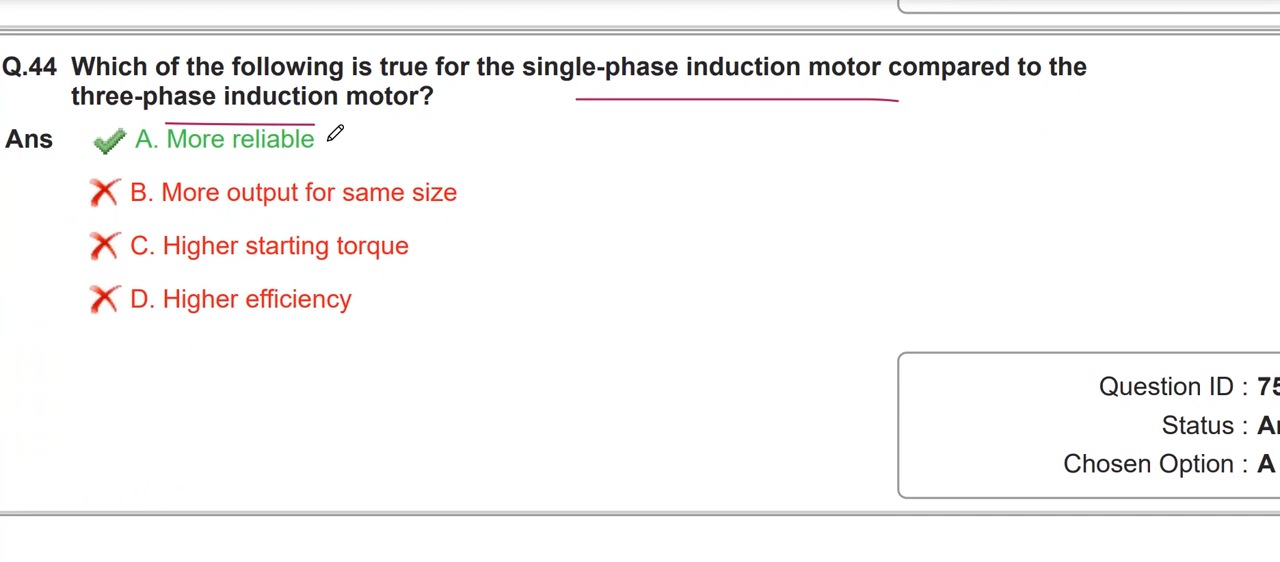 Q.44 Which of the following is true for the single-phase induction motor compared to the
three-phase induction motor?
Ans A. More reliable
B. More output for same size
C. Higher starting torque
D. Higher efficiency
Question ID : 75
Status :
Chosen Option : A